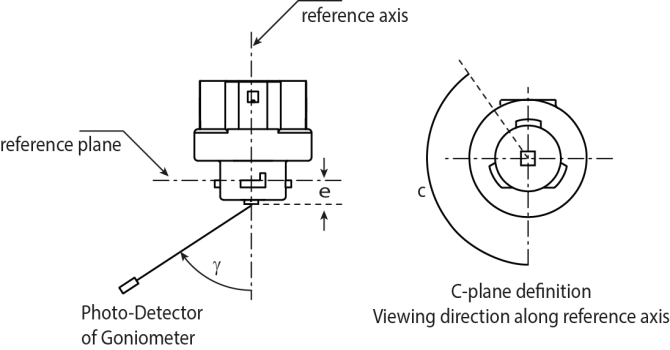 reference axis
reference plane
e
c
γ
Photo-Detector
of Goniometer
C-plane definition
Viewing direction along reference axis